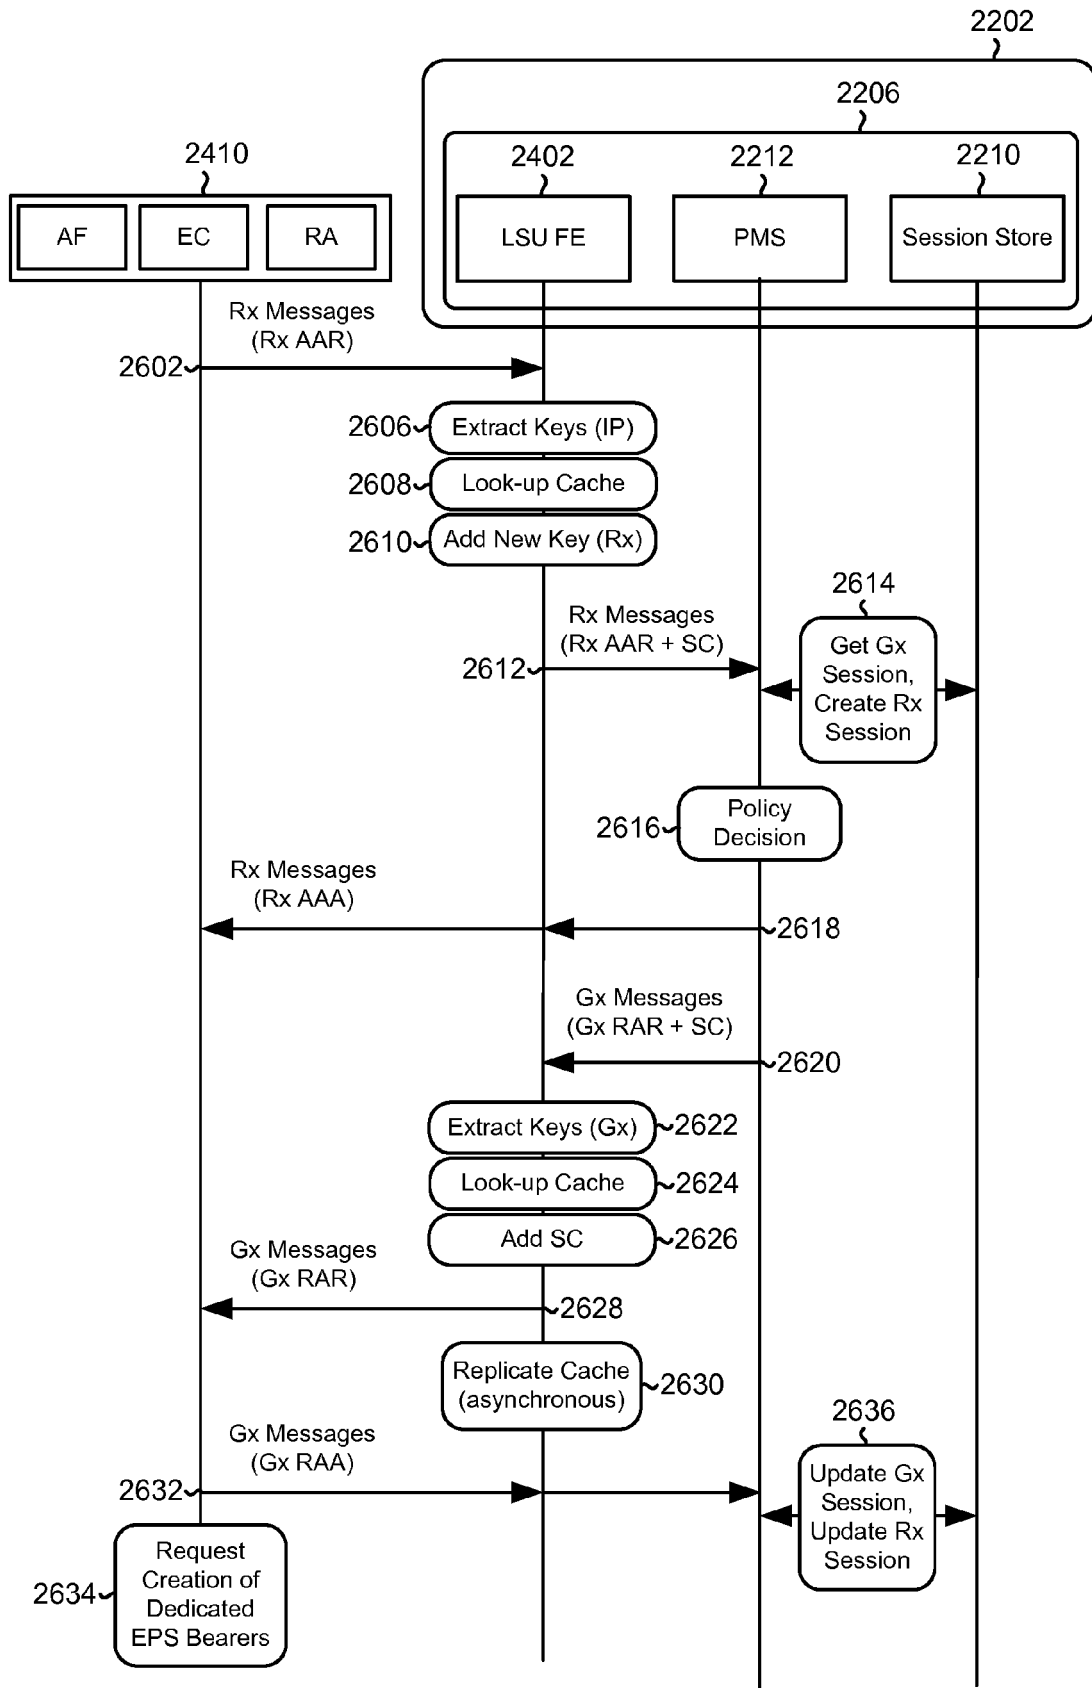 2202
2206
2410
2402
2212
2210
AF
EC
RA
LSU FE
PMS
Session Store
Rx Messages
(Rx AAR)
2602
2606
Extract Keys (IP)
2608
Look-up Cache
2610
Add New Key (Rx)
2614
Rx Messages
(Rx AAR + SC)
2612
Get Gx
Session,
Create Rx
Session
2616
Policy
Decision
Rx Messages
(Rx AAA)
2618
Gx Messages
(Gx RAR + SC)
2620
Extract Keys (Gx)
2622
Look-up Cache
2624
Add SC
2626
Gx Messages
(Gx RAR)
2628
Replicate Cache
(asynchronous)
2630
2636
Gx Messages
(Gx RAA)
2632
Update Gx
Session,
Update Rx
Session
2634
Request
Creation of
Dedicated
EPS Bearers